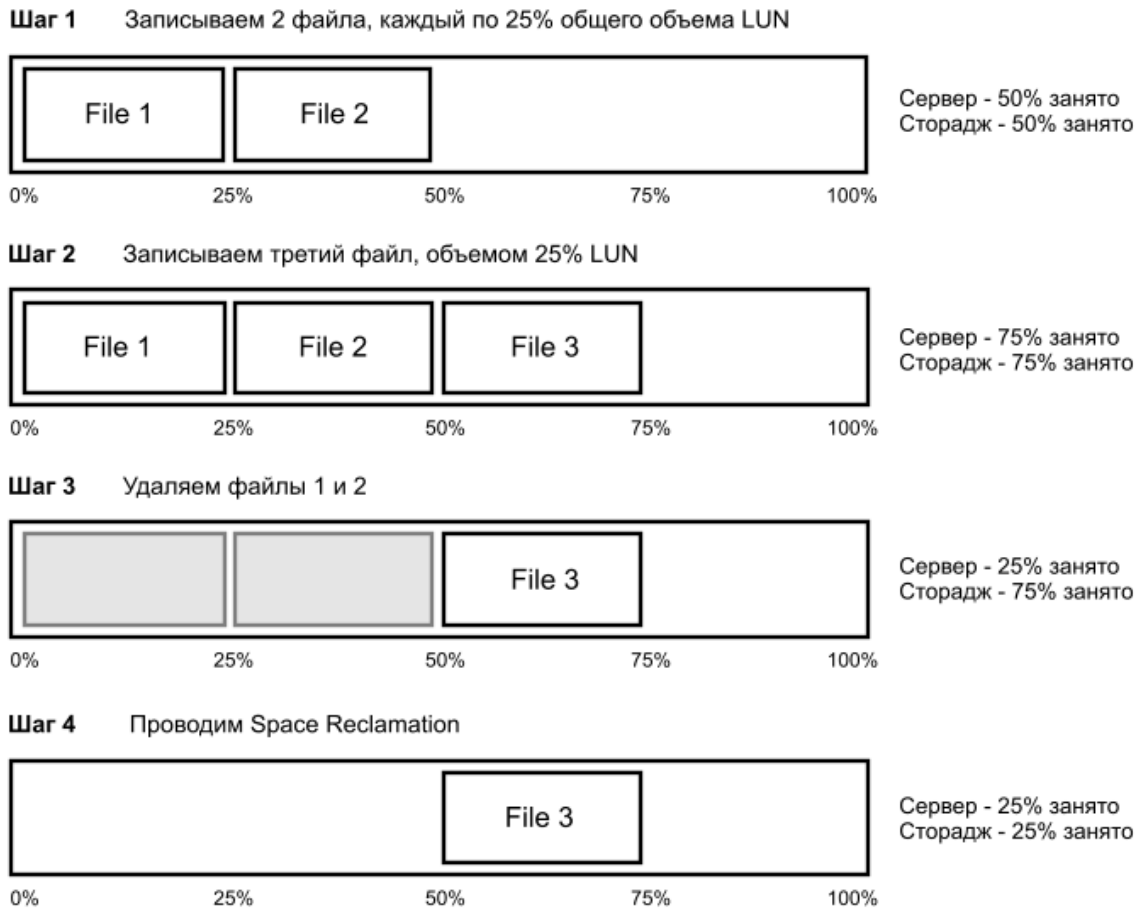 Шаг 1 Записываем 2 файла, каждый по 25% общего объема LUN
File 1 File 2
Сервер - 50% занято
Сторадж - 50% занято
0% 25% 50% 75% 100%
Шаг 2 Записываем третий файл, объемом 25% LUN
File 1 File 2 File 3
Сервер - 75% занято
Сторадж - 75% занято
0% 25% 50% 75% 100%
Шаг 3 Удаляем файлы 1 и 2
File 3
Сервер - 25% занято
Сторадж - 75% занято
0% 25% 50% 75% 100%
Шаг 4 Проводим Space Reclamation
File 3
Сервер - 25% занято
Сторадж - 25% занято
0% 25% 50% 75% 100%